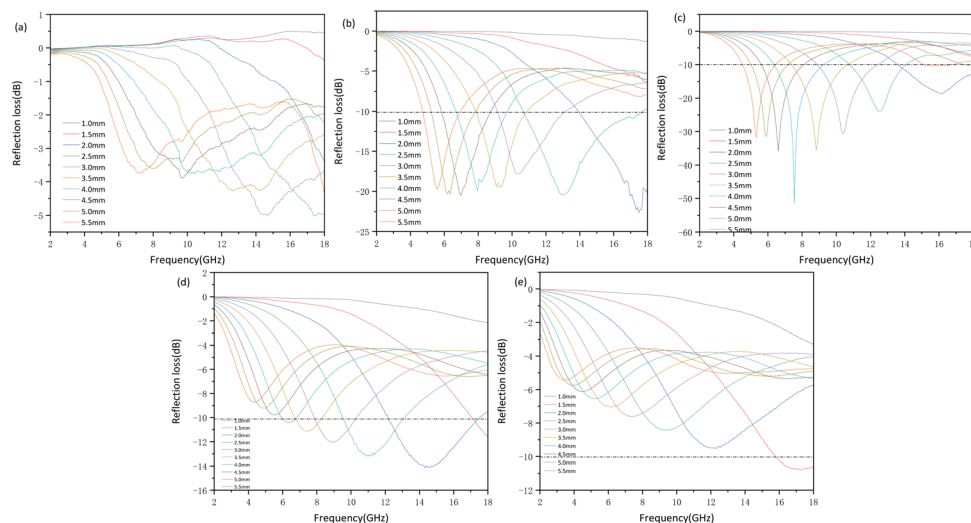 (a)
Reflection loss(dB)
1
0
−1
−2
−3
−4
−5
1.0mm
1.5mm
2.0mm
2.5mm
3.0mm
3.5mm
4.0mm
4.5mm
5.0mm
5.5mm
2 4 6 8 10 12 14 16 18
Frequency(GHz)
(b)
Reflection loss(dB)
0
−5
−10
−15
−20
−25
1.0mm
1.5mm
2.0mm
2.5mm
3.0mm
3.5mm
4.0mm
4.5mm
5.0mm
5.5mm
2 4 6 8 10 12 14 16 18
Frequency(GHz)
(c)
Reflection loss(dB)
0
−10
−20
−30
−40
−50
−60
1.0mm
1.5mm
2.0mm
2.5mm
3.0mm
3.5mm
4.0mm
4.5mm
5.0mm
5.5mm
2 4 6 8 10 12 14 16 18
Frequency(GHz)
(d)
Reflection loss(dB)
2
0
−2
−4
−6
−8
−10
−12
−14
−16
1.0mm
1.5mm
2.0mm
2.5mm
3.0mm
3.5mm
4.0mm
4.5mm
5.0mm
5.5mm
2 4 6 8 10 12 14 16 18
Frequency(GHz)
(e)
Reflection loss(dB)
0
−2
−4
−6
−8
−10
−12
1.0mm
1.5mm
2.0mm
2.5mm
3.0mm
3.5mm
4.0mm
4.5mm
5.0mm
5.5mm
2 4 6 8 10 12 14 16 18
Frequency(GHz)